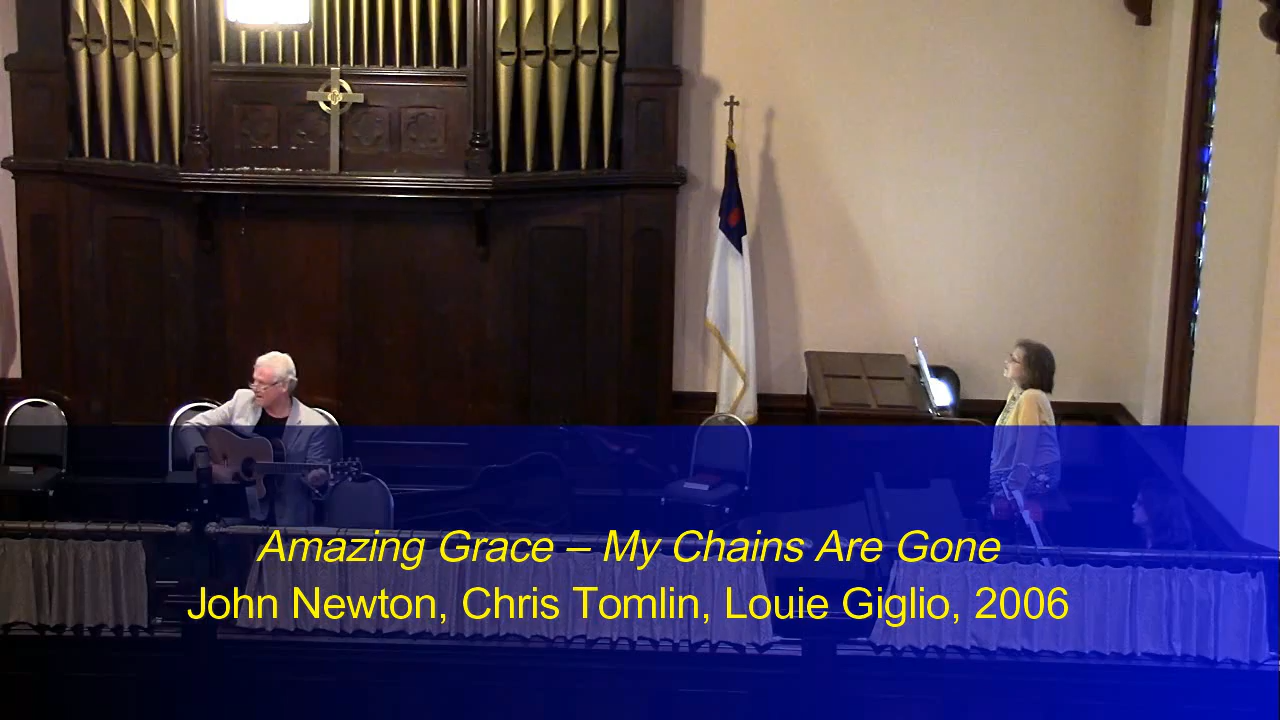 Amazing Grace – My Chains Are Gone
John Newton, Chris Tomlin, Louie Giglio, 2006